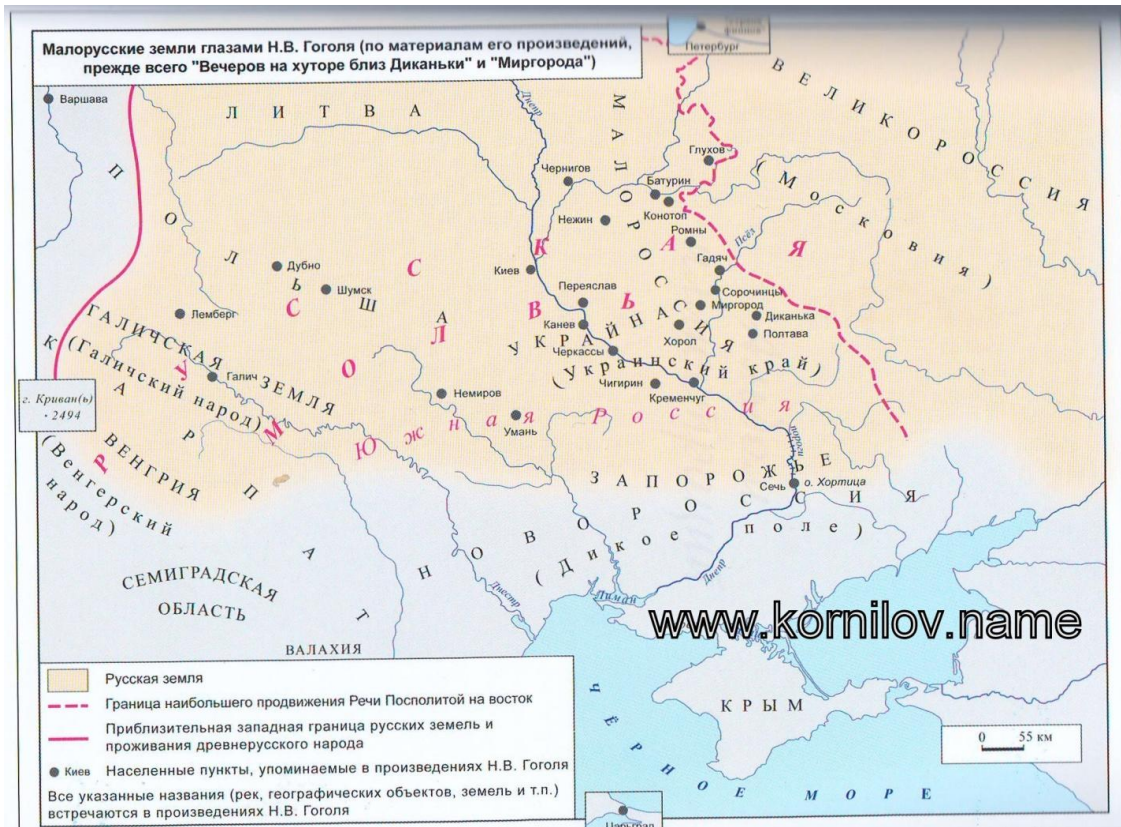 Малорусские земли глазами Н.В. Гоголя (по материалам его произведений,
прежде всего "Вечеров на хуторе близ Диканьки" и "Миргорода")
Петербург
Варшава
ЛИТВА
Днепр
МАЛОРОССИЯ
ВЕЛИКОРОССИЯ
(Московия)
ПОЛЬША
Глухов
Чернигов
Батурин
Конотоп
Нежин
Ромны
Псёл
Гадяч
РУССКАЯ
МОЛВЬ
Дубно
Шумск
Киев
Переяслав
Сорочинцы
Миргород
Лемберг
Канев
Хорол
Диканька
Полтава
УКРАЙНА
Черкассы
(Украинский край)
ГАЛИЧСКАЯ ЗЕМЛЯ
(Галичский народ)
Галич
Немиров
Чигирин
Кременчуг
Умань
Южная Россия
г. Криван(ь)
· 2494
КАРПАТ
ВЕНГРИЯ
(Венгерский
народ)
пороги
ЗАПОРОЖЬЕ
Сечь
о. Хортица
НОВОРОССИЯ
(Дикое поле)
СЕМИГРАДСКАЯ
ОБЛАСТЬ
Днестр
Лиман
Днепр
ВАЛАХИЯ
www.kornilov.name
КРЫМ
ЧЁРНОЕ МОРЕ
0 55 км
Царьград
Русская земля
Граница наибольшего продвижения Речи Посполитой на восток
Приблизительная западная граница русских земель и
проживания древнерусского народа
Киев Населенные пункты, упоминаемые в произведениях Н.В. Гоголя
Все указанные названия (рек, географических объектов, земель и т.п.)
встречаются в произведениях Н.В. Гоголя